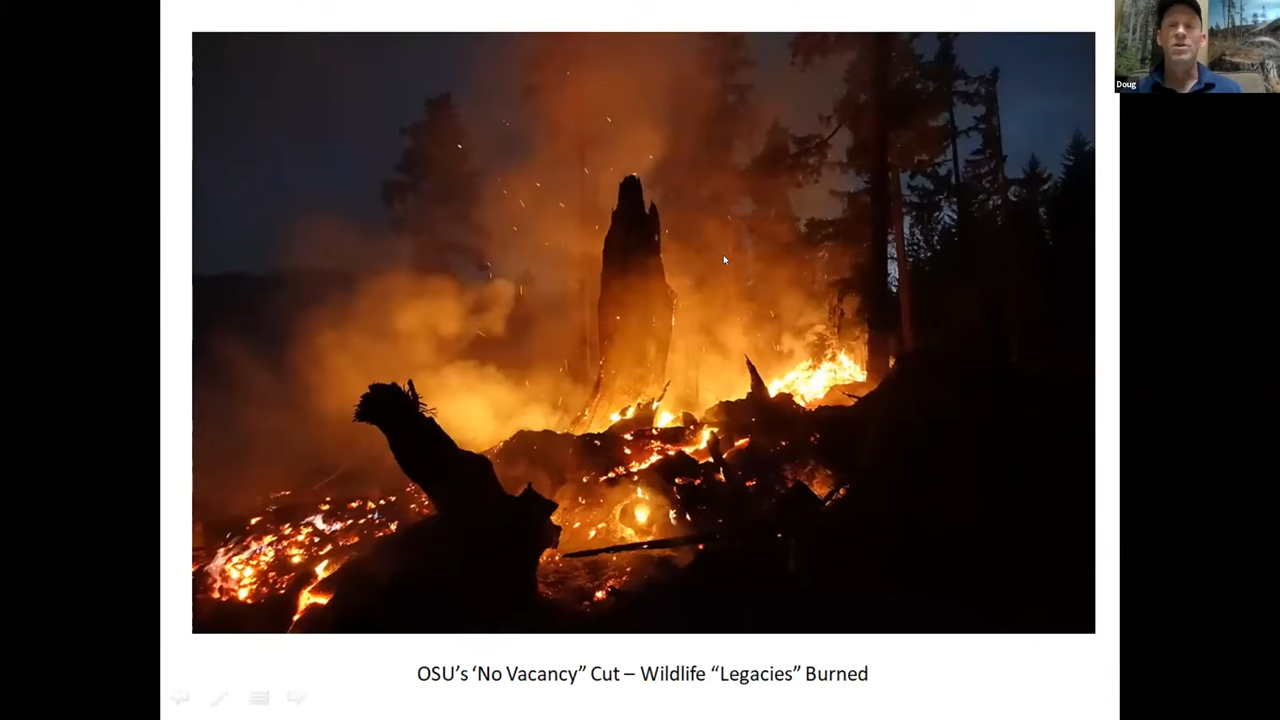 Doug
OSU's ‘No Vacancy” Cut – Wildlife “Legacies” Burned